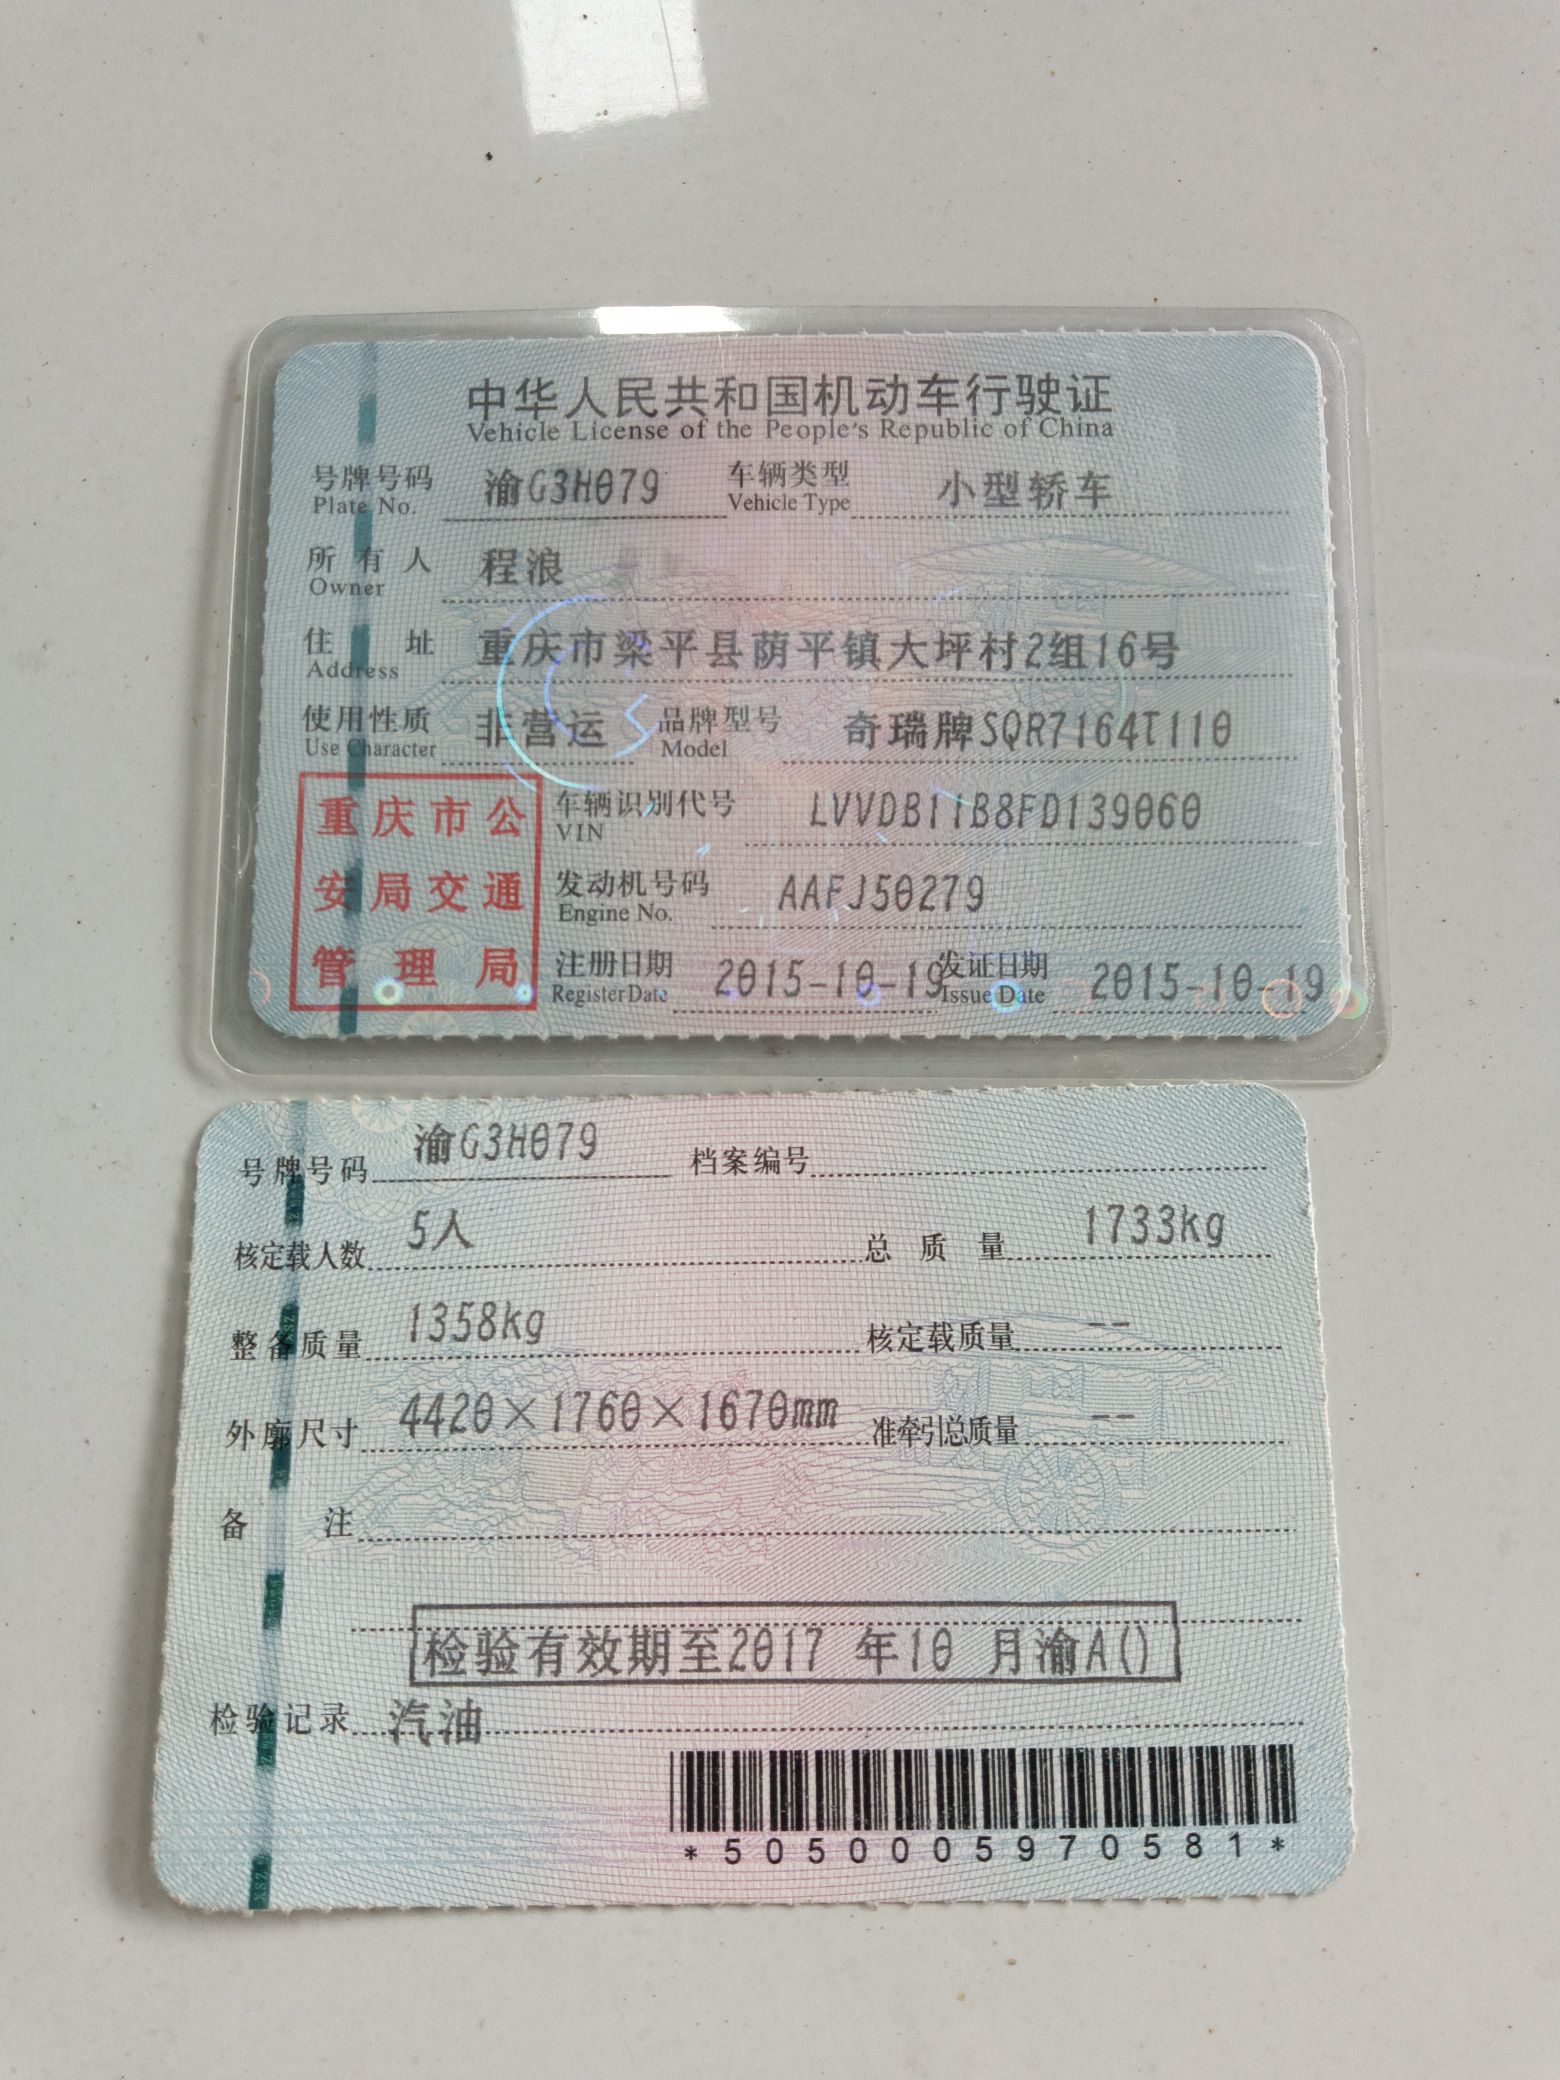 中华人民共和国机动车行驶证
Vehicle License of the People's Republic of China
号牌号码 渝G3H079 车辆类型 小型轿车
Plate No. Vehicle Type
所有人 程浪
Owner
住址 重庆市梁平县荫平镇大坪村2组16号
Address
使用性质 非营运 品牌型号 奇瑞牌SQR7164T110
Use Character Model
重庆市公
安局交通
管理局
车辆识别代号 LVVDB11B8FD139060
VIN
发动机号码 AAFJ50279
Engine No.
注册日期 2015-10-19 发证日期 2015-10-19
Register Date Issue Date
号牌号码 渝G3H079 档案编号
核定载人数 5人 总质量 1733kg
整备质量 1358kg 核定载质量 --
外廓尺寸 4420×1760×1670mm 准牵引总质量 --
备注
检验有效期至2017 年10 月渝A()
检验记录 汽油
*5050005970581*